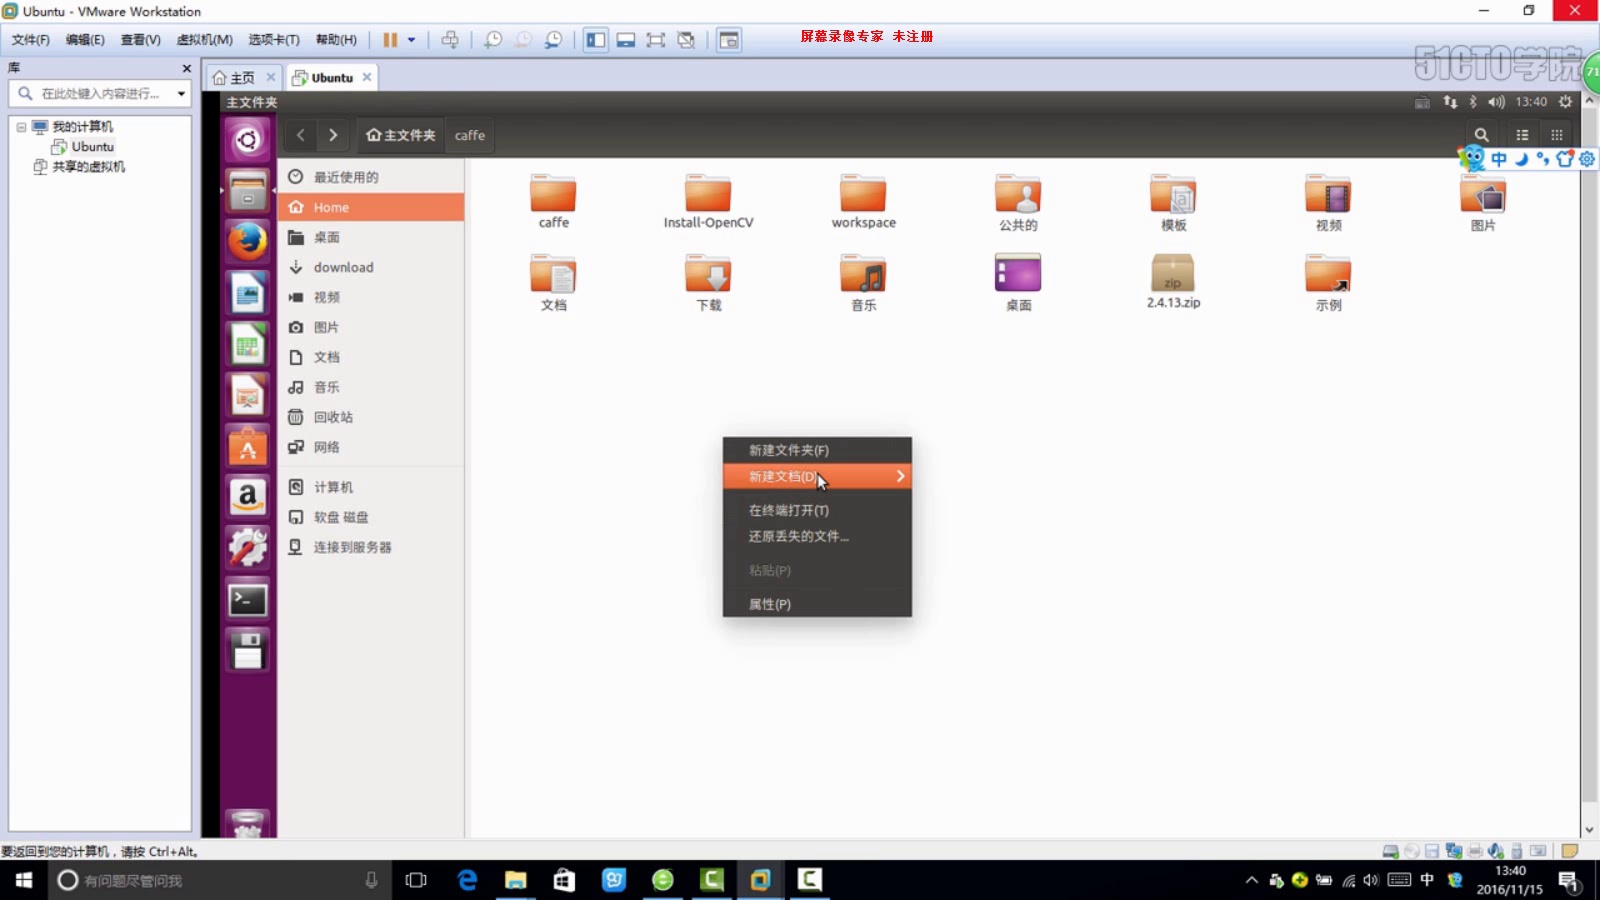 Ubuntu - VMware Workstation
文件(F) 编辑(E) 查看(V) 虚拟机(M) 选项卡(T) 帮助(H)
屏幕录像专家 未注册
51CTO学院
71
库
主页
Ubuntu
在此处键入内容进行...
主文件夹
13:40
我的计算机
Ubuntu
共享的虚拟机
主文件夹
caffe
中
最近使用的
Home
桌面
download
视频
图片
文档
音乐
回收站
网络
计算机
软盘 磁盘
连接到服务器
caffe
Install-OpenCV
workspace
公共的
模板
视频
图片
文档
下载
音乐
桌面
zip
2.4.13.zip
示例
新建文件夹(F)
新建文档(D)
在终端打开(T)
还原丢失的文件...
粘贴(P)
属性(P)
要返回到您的计算机，请按 Ctrl+Alt。
有问题尽管问我
中
13:40
2016/11/15
1